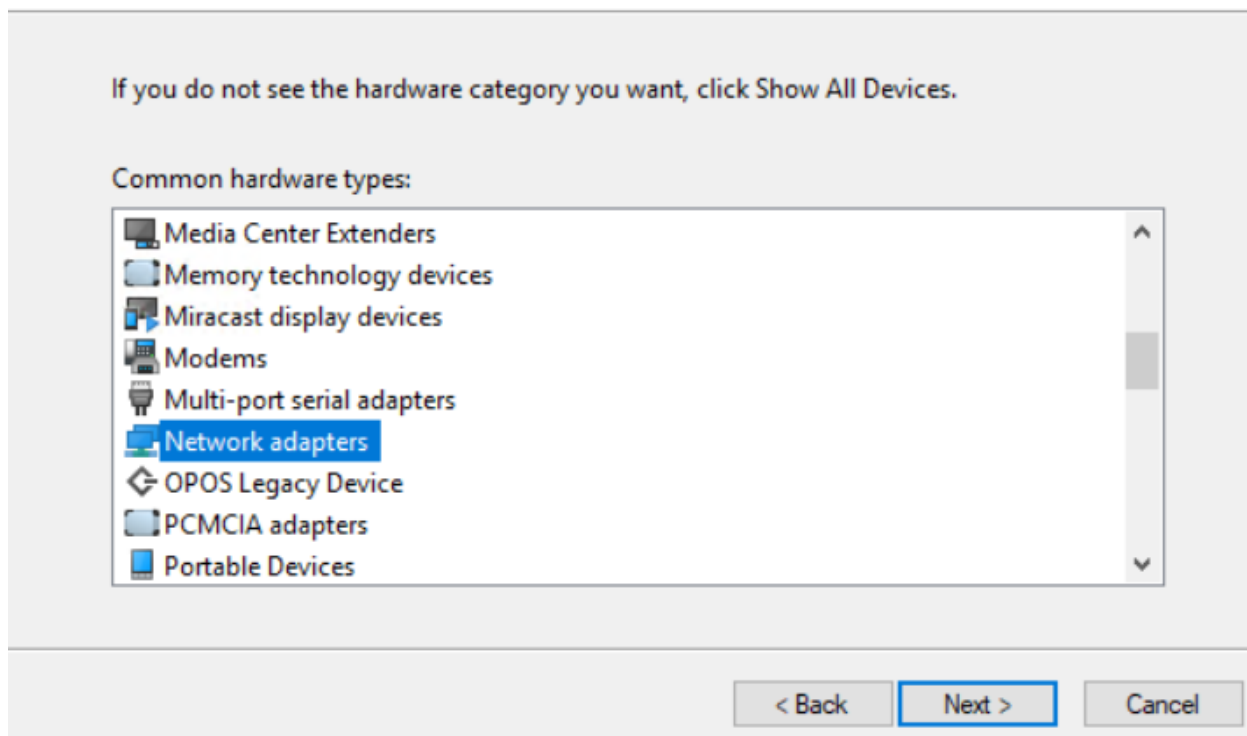 If you do not see the hardware category you want, click Show All Devices.
Common hardware types:
Media Center Extenders
Memory technology devices
Miracast display devices
Modems
Multi-port serial adapters
Network adapters
OPOS Legacy Device
PCMCIA adapters
Portable Devices
< Back Next > Cancel